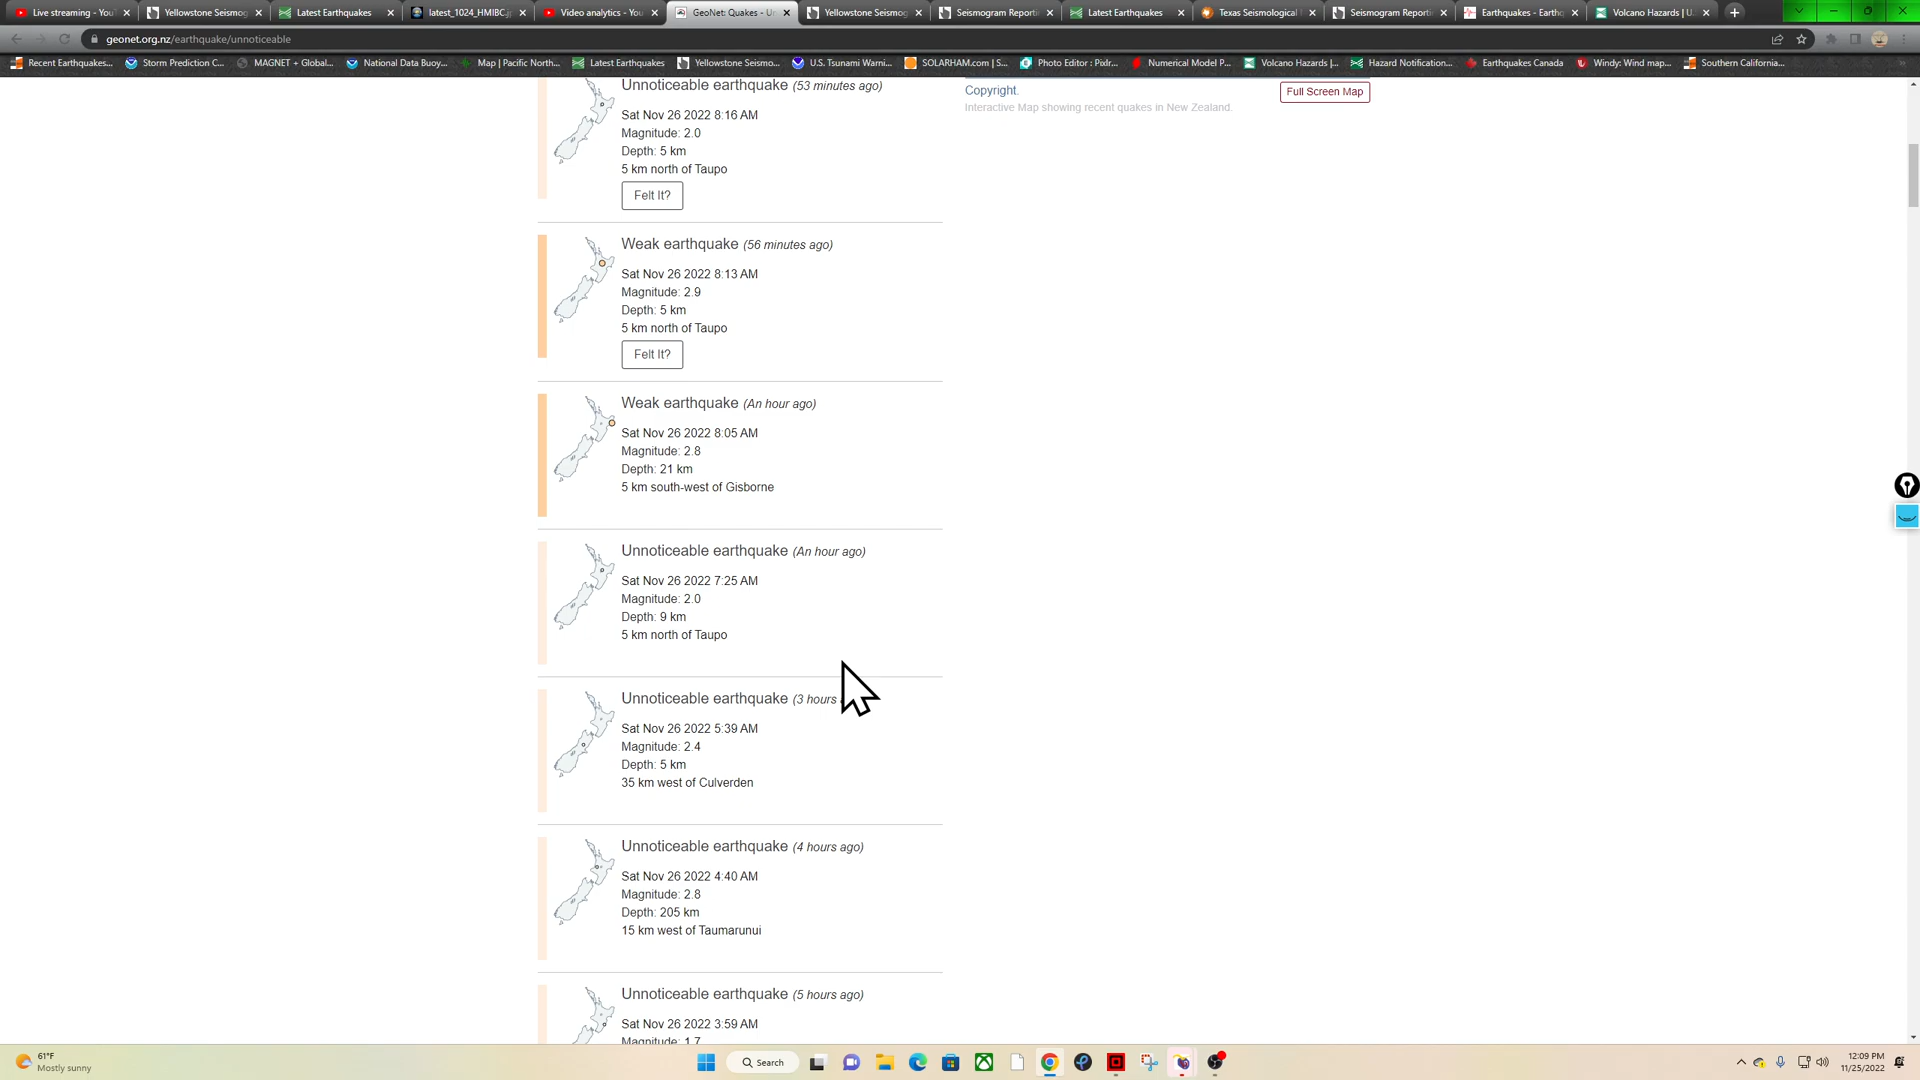 Live streaming - YouT
Yellowstone Seismog
Latest Earthquakes
latest_1024_HMIBC.j
Video analytics - You
GeoNet: Quakes - Un
Yellowstone Seismog
Seismogram Reporti
Latest Earthquakes
Texas Seismological
Seismogram Reporti
Earthquakes - Earthq
Volcano Hazards | U.
geonet.org.nz/earthquake/unnoticeable
Recent Earthquakes...
Storm Prediction C...
MAGNET + Global...
National Data Buoy...
Map | Pacific North...
Latest Earthquakes
Yellowstone Seismo...
U.S. Tsunami Warni...
SOLARHAM.com | S...
Photo Editor : Pixlr...
Numerical Model P...
Volcano Hazards |...
Hazard Notification...
Earthquakes Canada
Windy: Wind map...
Southern California...
Unnoticeable earthquake (53 minutes ago)
Sat Nov 26 2022 8:16 AM
Magnitude: 2.0
Depth: 5 km
5 km north of Taupo
Felt It?
Copyright.
Full Screen Map
Interactive Map showing recent quakes in New Zealand.
Weak earthquake (56 minutes ago)
Sat Nov 26 2022 8:13 AM
Magnitude: 2.9
Depth: 5 km
5 km north of Taupo
Felt It?
Weak earthquake (An hour ago)
Sat Nov 26 2022 8:05 AM
Magnitude: 2.8
Depth: 21 km
5 km south-west of Gisborne
Unnoticeable earthquake (An hour ago)
Sat Nov 26 2022 7:25 AM
Magnitude: 2.0
Depth: 9 km
5 km north of Taupo
Unnoticeable earthquake (3 hours
Sat Nov 26 2022 5:39 AM
Magnitude: 2.4
Depth: 5 km
35 km west of Culverden
Unnoticeable earthquake (4 hours ago)
Sat Nov 26 2022 4:40 AM
Magnitude: 2.8
Depth: 205 km
15 km west of Taumarunui
Unnoticeable earthquake (5 hours ago)
Sat Nov 26 2022 3:59 AM
Magnitude: 1.7
61°F
Mostly sunny
Search
12:09 PM
11/25/2022